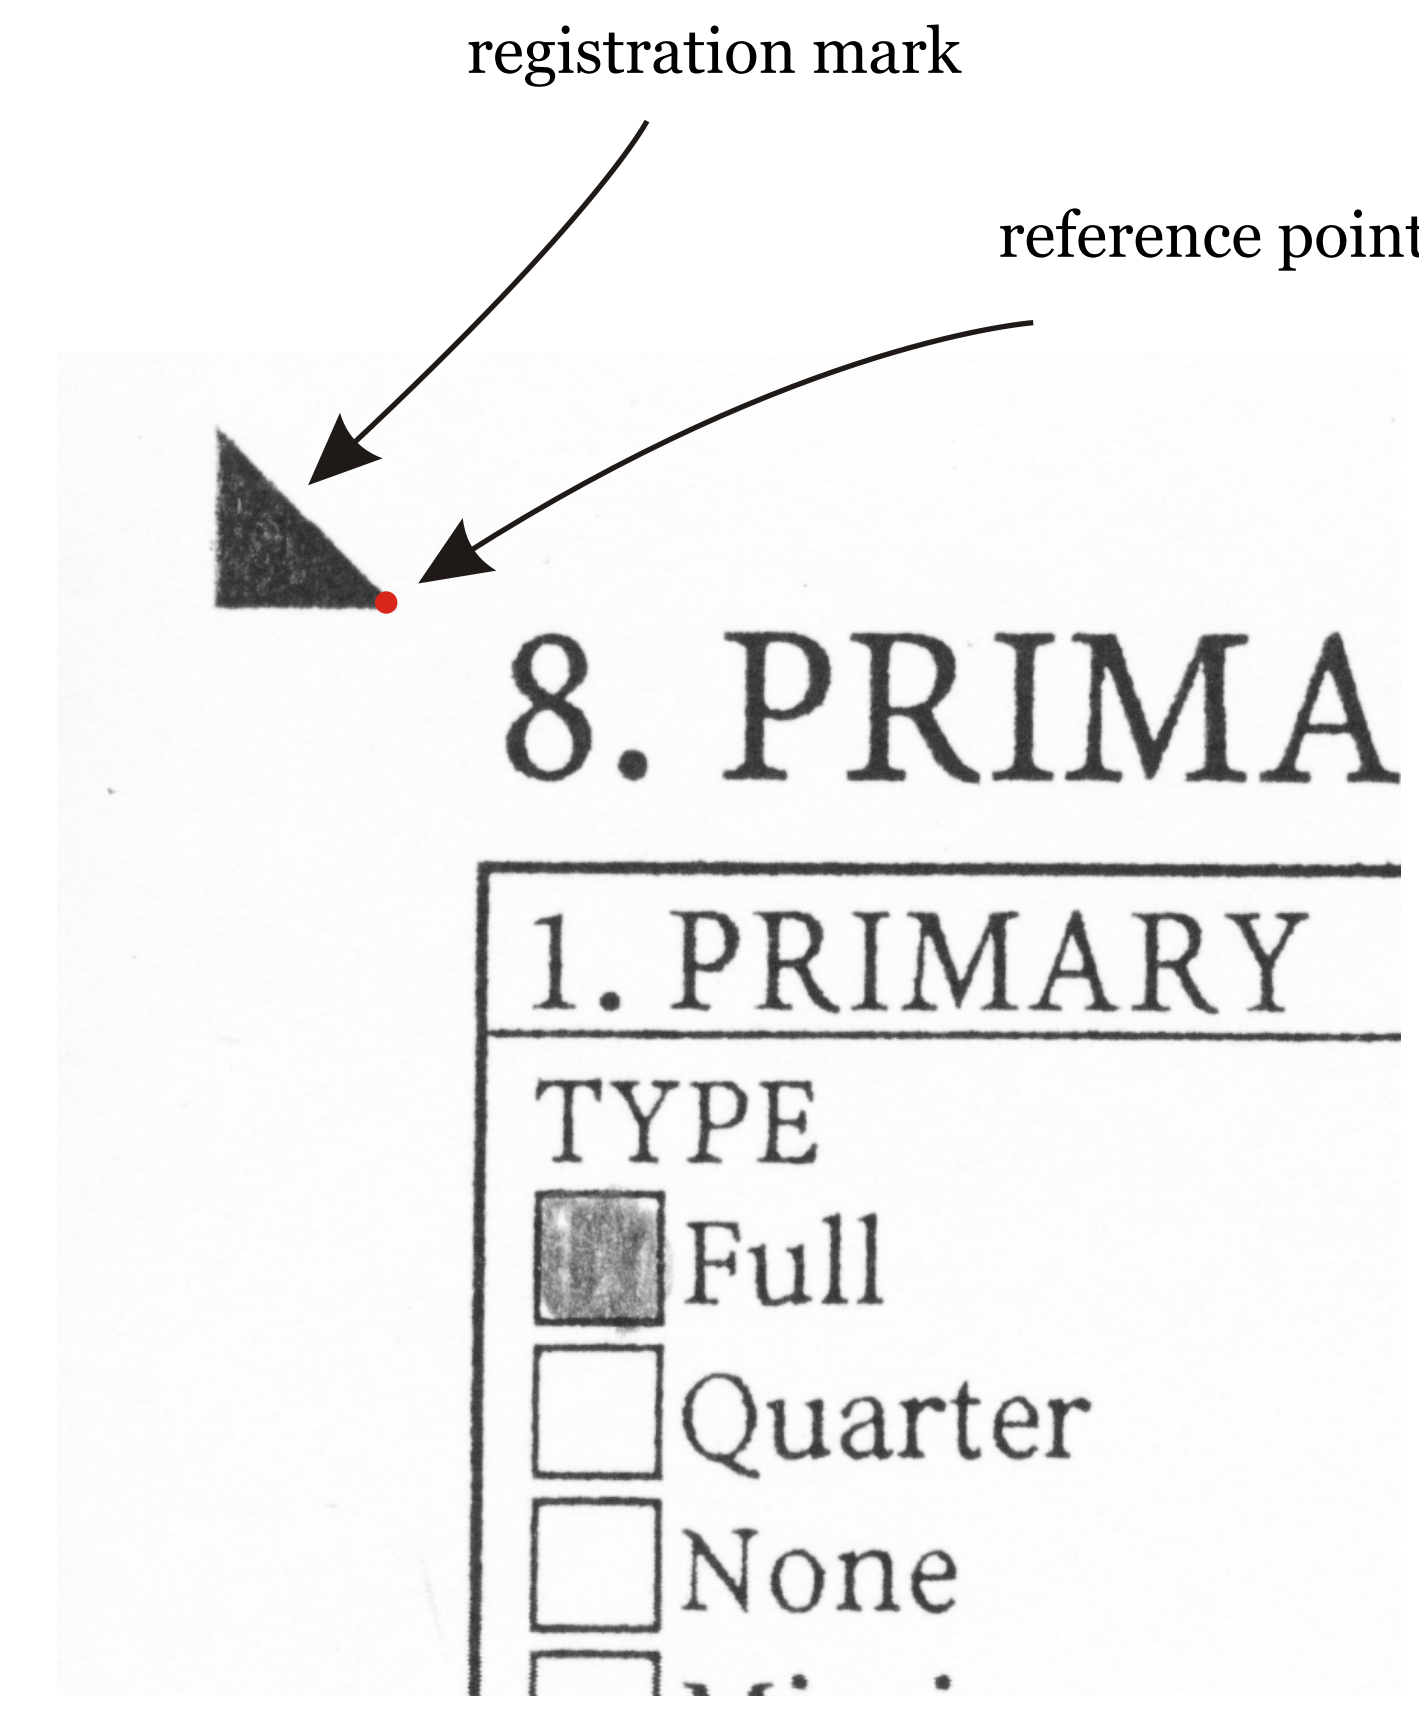 registration mark
reference point
8. PRIMA
1. PRIMARY
TYPE
Full
Quarter
None